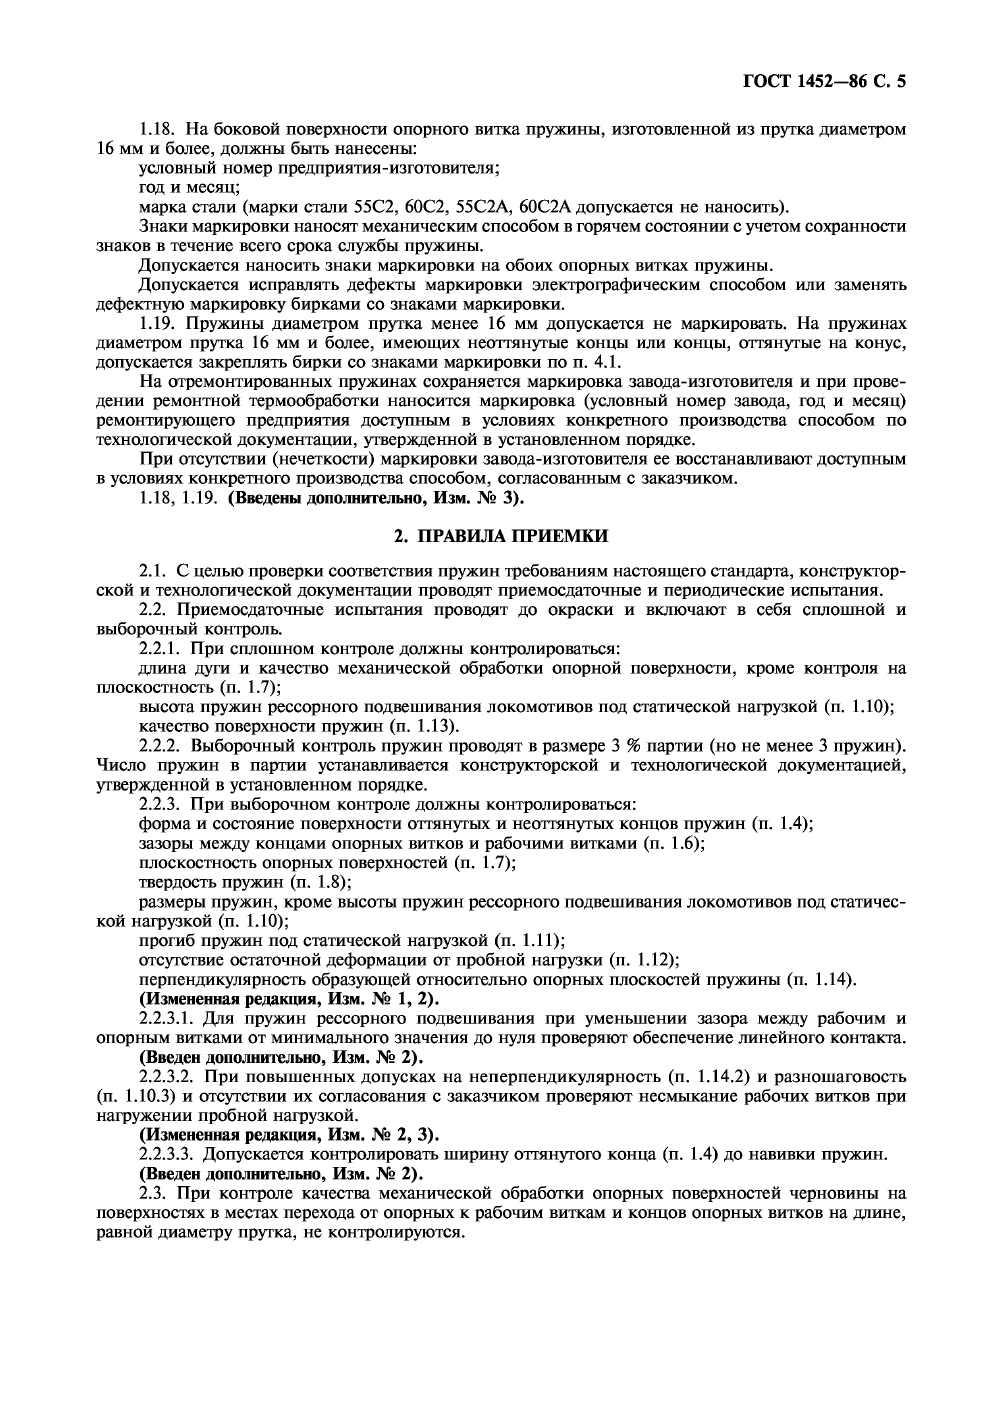 ГОСТ 1452—86 С. 5
1.18. На боковой поверхности опорного витка пружины, изготовленной из прутка диаметром
16 мм и более, должны быть нанесены:
условный номер предприятия-изготовителя;
год и месяц;
марка стали (марки стали 55С2, 60С2, 55С2А, 60С2А допускается не наносить).
Знаки маркировки наносят механическим способом в горячем состоянии с учетом сохранности
знаков в течение всего срока службы пружины.
Допускается наносить знаки маркировки на обоих опорных витках пружины.
Допускается исправлять дефекты маркировки электрографическим способом или заменять
дефектную маркировку бирками со знаками маркировки.
1.19. Пружины диаметром прутка менее 16 мм допускается не маркировать. На пружинах
диаметром прутка 16 мм и более, имеющих неоттянутые концы или концы, оттянутые на конус,
допускается закреплять бирки со знаками маркировки по п. 4.1.
На отремонтированных пружинах сохраняется маркировка завода-изготовителя и при прове-
дении ремонтной термообработки наносится маркировка (условный номер завода, год и месяц)
ремонтирующего предприятия доступным в условиях конкретного производства способом по
технологической документации, утвержденной в установленном порядке.
При отсутствии (нечеткости) маркировки завода-изготовителя ее восстанавливают доступным
в условиях конкретного производства способом, согласованным с заказчиком.
1.18, 1.19. (Введены дополнительно, Изм. № 3).
2. ПРАВИЛА ПРИЕМКИ
2.1. С целью проверки соответствия пружин требованиям настоящего стандарта, конструктор-
ской и технологической документации проводят приемосдаточные и периодические испытания.
2.2. Приемосдаточные испытания проводят до окраски и включают в себя сплошной и
выборочный контроль.
2.2.1. При сплошном контроле должны контролироваться:
длина дуги и качество механической обработки опорной поверхности, кроме контроля на
плоскостность (п. 1.7);
высота пружин рессорного подвешивания локомотивов под статической нагрузкой (п. 1.10);
качество поверхности пружин (п. 1.13).
2.2.2. Выборочный контроль пружин проводят в размере 3 % партии (но не менее 3 пружин).
Число пружин в партии устанавливается конструкторской и технологической документацией,
утвержденной в установленном порядке.
2.2.3. При выборочном контроле должны контролироваться:
форма и состояние поверхности оттянутых и неоттянутых концов пружин (п. 1.4);
зазоры между концами опорных витков и рабочими витками (п. 1.6);
плоскостность опорных поверхностей (п. 1.7);
твердость пружин (п. 1.8);
размеры пружин, кроме высоты пружин рессорного подвешивания локомотивов под статичес-
кой нагрузкой (п. 1.10);
прогиб пружин под статической нагрузкой (п. 1.11);
отсутствие остаточной деформации от пробной нагрузки (п. 1.12);
перпендикулярность образующей относительно опорных плоскостей пружины (п. 1.14).
(Измененная редакция, Изм. № 1, 2).
2.2.3.1. Для пружин рессорного подвешивания при уменьшении зазора между рабочим и
опорным витками от минимального значения до нуля проверяют обеспечение линейного контакта.
(Введен дополнительно, Изм. № 2).
2.2.3.2. При повышенных допусках на неперпендикулярность (п. 1.14.2) и разношаговость
(п. 1.10.3) и отсутствии их согласования с заказчиком проверяют несмыкание рабочих витков при
нагружении пробной нагрузкой.
(Измененная редакция, Изм. № 2, 3).
2.2.3.3. Допускается контролировать ширину оттянутого конца (п. 1.4) до навивки пружин.
(Введен дополнительно, Изм. № 2).
2.3. При контроле качества механической обработки опорных поверхностей черновины на
поверхностях в местах перехода от опорных к рабочим виткам и концов опорных витков на длине,
равной диаметру прутка, не контролируются.